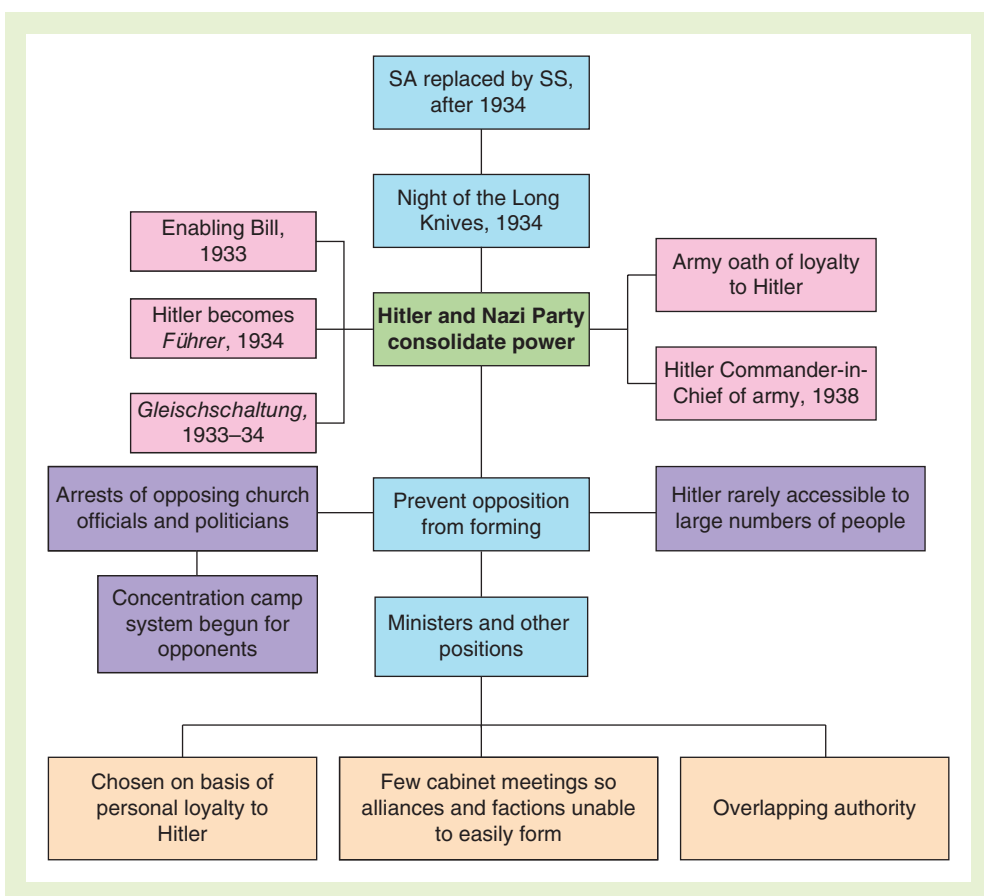 SA replaced by SS,
after 1934
Night of the Long
Knives, 1934
Enabling Bill,
1933
Hitler becomes
Führer, 1934
Gleischschaltung,
1933–34
Hitler and Nazi Party
consolidate power
Army oath of loyalty
to Hitler
Hitler Commander-in-
Chief of army, 1938
Arrests of opposing church
officials and politicians
Prevent opposition
from forming
Hitler rarely accessible to
large numbers of people
Concentration camp
system begun for
opponents
Ministers and other
positions
Chosen on basis of
personal loyalty to
Hitler
Few cabinet meetings so
alliances and factions unable
to easily form
Overlapping authority